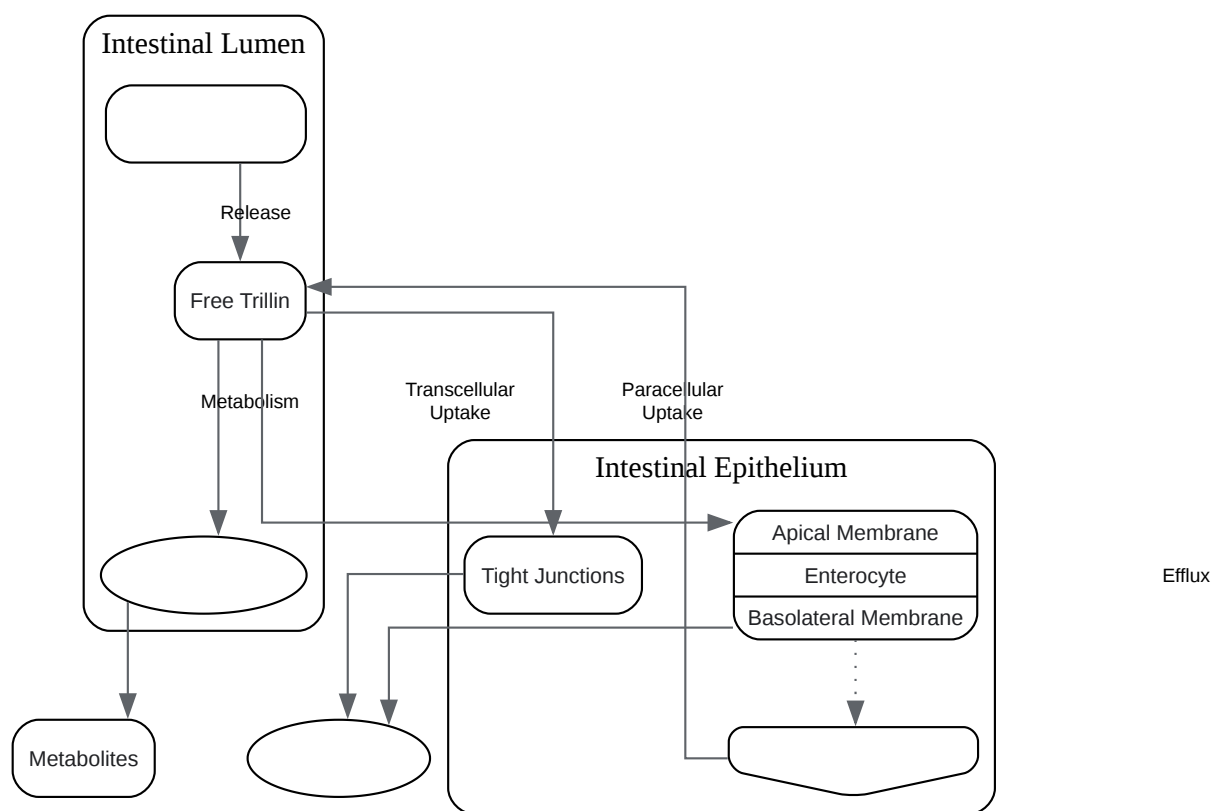 Intestinal Lumen
Release
Free Trillin
Metabolism
Transcellular
Uptake
Paracellular
Uptake
Intestinal Epithelium
Apical Membrane
Enterocyte
Basolateral Membrane
Tight Junctions
Efflux
Metabolites